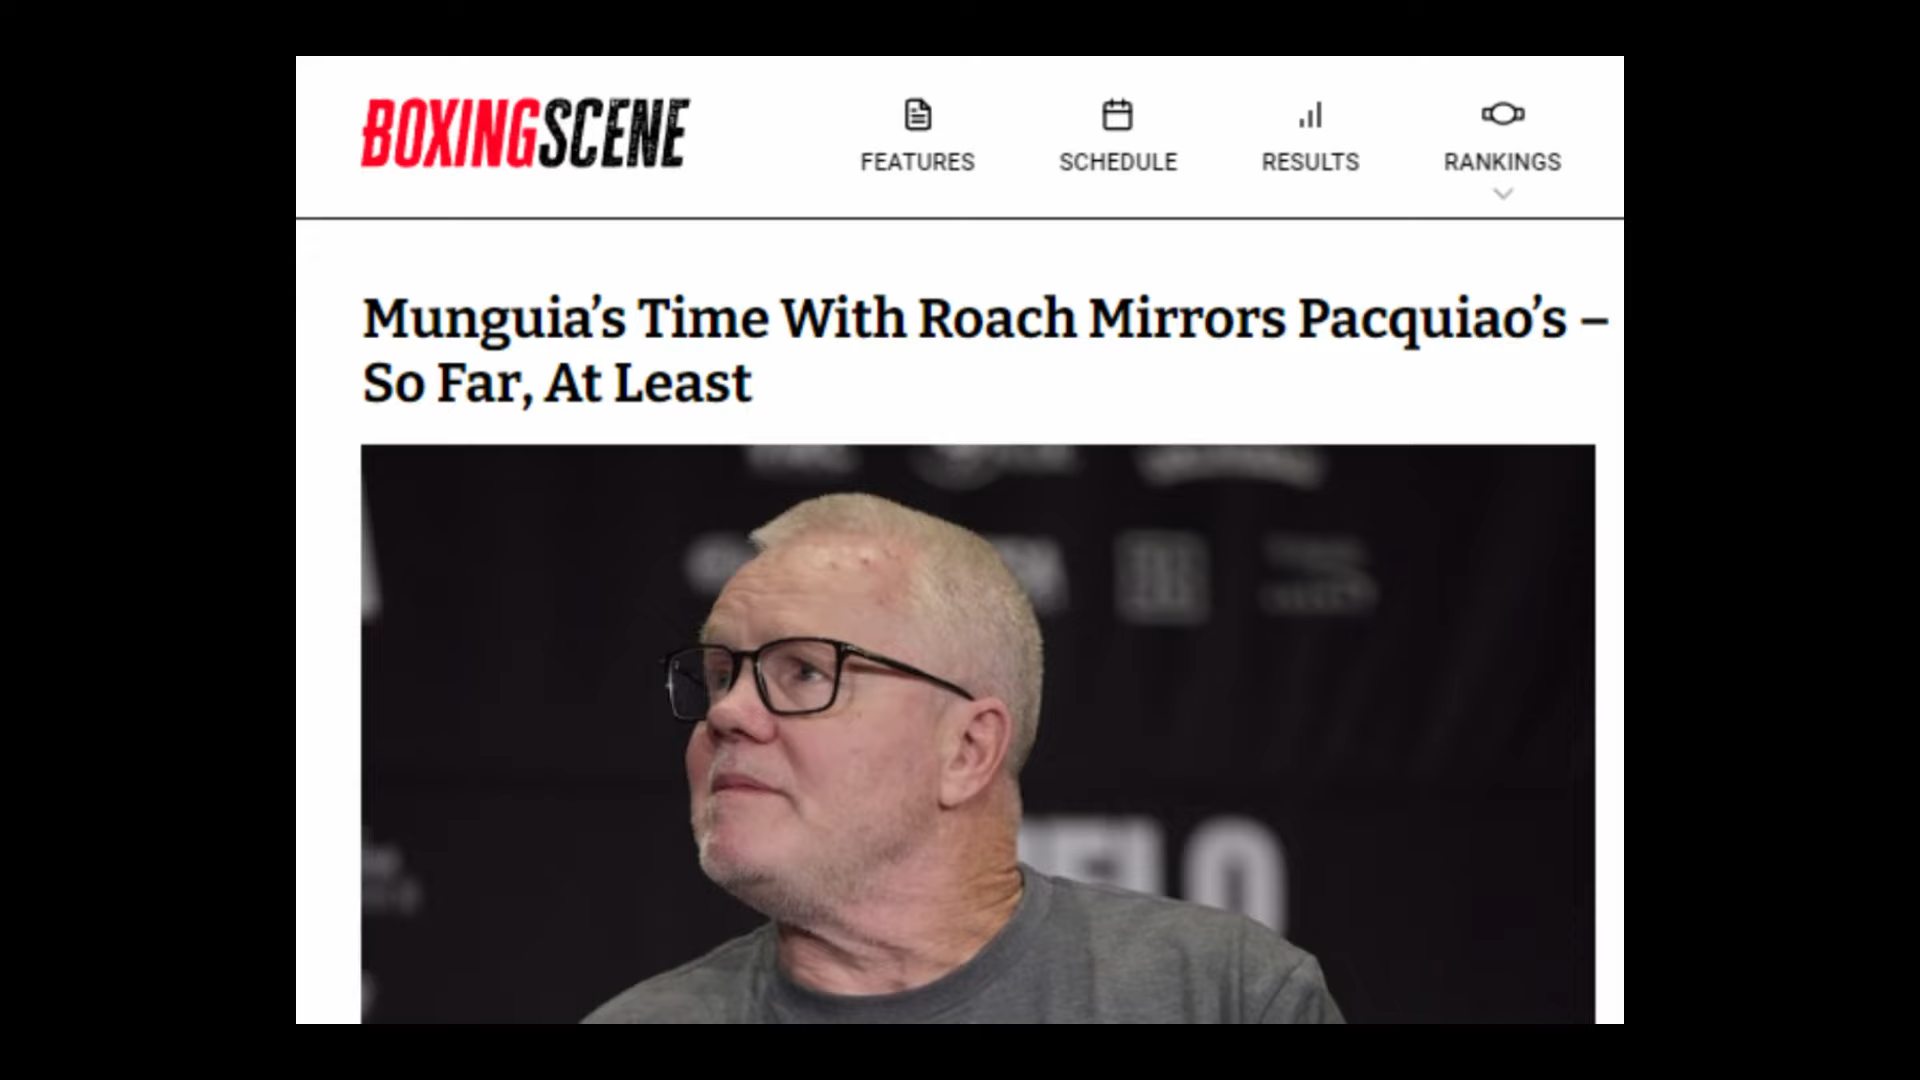 BOXINGSCENE
FEATURES
SCHEDULE
RESULTS
RANKINGS
Munguia’s Time With Roach Mirrors Pacquiao’s –
So Far, At Least